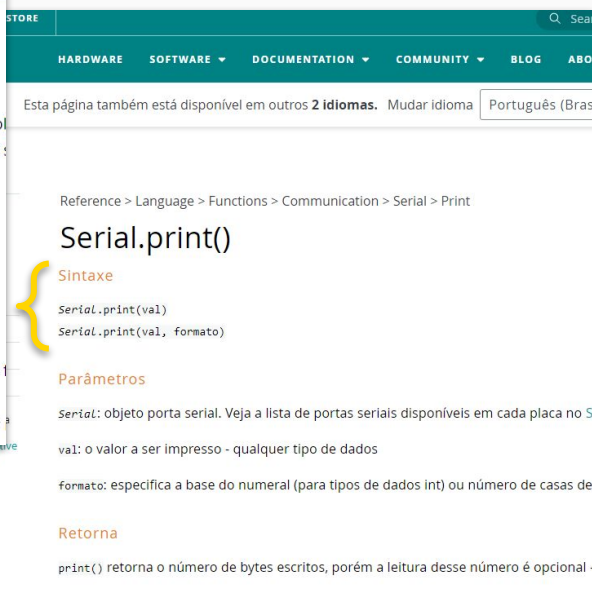 STORE
HARDWARE SOFTWARE DOCUMENTATION COMMUNITY BLOG
Esta página também está disponível em outros 2 idiomas. Mudar idioma Português
Reference > Language > Functions > Communication > Serial > Print
Serial.print()
Sintaxe
Serial.print(val)
Serial.print(val, formato)
Parâmetros
Serial: objeto porta serial. Veja a lista de portas seriais disponíveis em cada placa no
val: o valor a ser impresso - qualquer tipo de dados
formato: especifica a base do numeral (para tipos de dados int) ou número de casas
Retorna
print() retorna o número de bytes escritos, porém a leitura desse número é opcional -